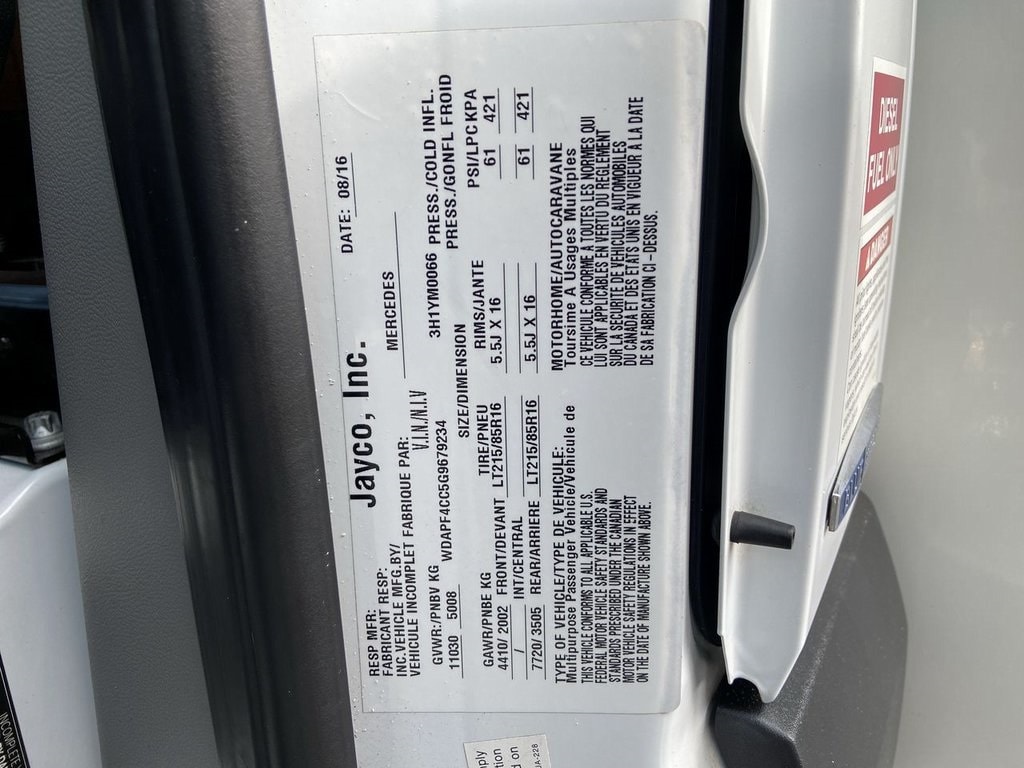 RESP MFR:
FABRICANT RESP:
Jayco, Inc.
DATE: 08/16
INC.VEHICLE MFG.BY/
VEHICULE INCOMPLET FABRIQUE PAR:
MERCEDES
GVWR:/PNBV KG
V.I.N./N.I.V
11030 5008 WDAPF4CC5G9679234 3H1YM0066 PRESS./COLD INFL.
SIZE/DIMENSION PRESS./GONFL FROID
GAWR/PNBE KG TIRE/PNEU RIMS/JANTE PSI/LPC KPA
4410/ 2002 FRONT/DEVANT LT215/85R16 5.5J X 16 61 421
/ INT/CENTRAL
7720/ 3505 REAR/ARRIERE LT215/85R16 5.5J X 16 61 421
TYPE OF VEHICLE/TYPE DE VEHICULE: MOTORHOME/AUTOCARAVANE
Multipurpose Passenger Vehicle/Vehicule de Toursime A Usages Multiples
THIS VEHICLE CONFORMS TO ALL APPLICABLE U.S.
FEDERAL MOTOR VEHICLE SAFETY STANDARDS AND
STANDARDS PRESCRIBED UNDER THE CANADIAN
MOTOR VEHICLE SAFETY REGULATIONS IN EFFECT
ON THE DATE OF MANUFACTURE SHOWN ABOVE.
CE VEHICULE CONFORME A TOUTES LES NORMES QUI
LUI SONT APPLICABLES EN VERTU DU REGLEMENT
SUR LA SECURITE DE VEHICULES AUTOMOBILES
DU CANADA ET DES ETATS UNIS EN VIGUEUR A LA DATE
DE SA FABRICATION CI-DESSUS.
DIESEL
FUEL ONLY
DANGER
INCOMPLETE